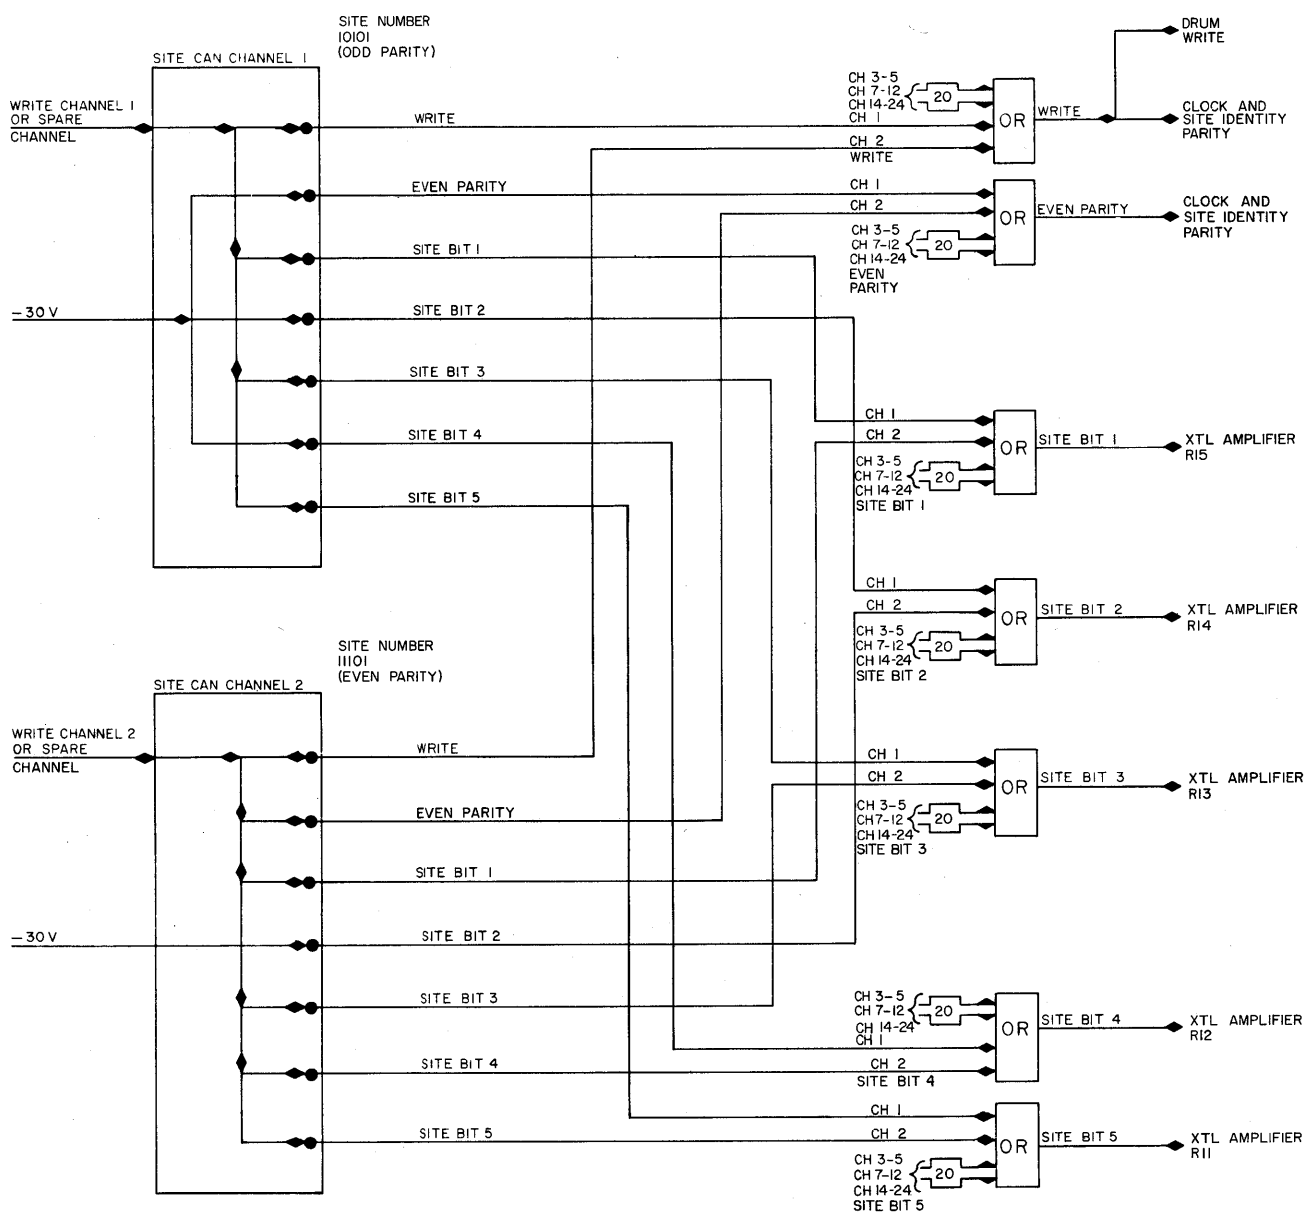 SITE NUMBER
10101
(ODD PARITY)
SITE CAN CHANNEL 1
WRITE CHANNEL 1
OR SPARE
CHANNEL
WRITE
EVEN PARITY
SITE BIT 1
-30V
SITE BIT 2
SITE BIT 3
SITE BIT 4
SITE BIT 5
SITE NUMBER
11101
(EVEN PARITY)
SITE CAN CHANNEL 2
WRITE CHANNEL 2
OR SPARE
CHANNEL
WRITE
EVEN PARITY
SITE BIT 1
-30V
SITE BIT 2
SITE BIT 3
SITE BIT 4
SITE BIT 5
CH 3-5
CH 7-12
CH 14-24
20
CH 1
CH 2
WRITE
OR
WRITE
DRUM
WRITE
CLOCK AND
SITE IDENTITY
PARITY
CH 1
CH 2
CH 3-5
CH 7-12
CH 14-24
20
EVEN
PARITY
OR
EVEN PARITY
CLOCK AND
SITE IDENTITY
PARITY
CH 1
CH 2
CH 3-5
CH 7-12
CH 14-24
20
SITE BIT 1
OR
SITE BIT 1
XTL AMPLIFIER
R15
CH 1
CH 2
CH 3-5
CH 7-12
CH 14-24
20
SITE BIT 2
OR
SITE BIT 2
XTL AMPLIFIER
R14
CH 1
CH 2
CH 3-5
CH 7-12
CH 14-24
20
SITE BIT 3
OR
SITE BIT 3
XTL AMPLIFIER
R13
CH 3-5
CH 7-12
CH 14-24
20
CH 1
CH 2
SITE BIT 4
OR
SITE BIT 4
XTL AMPLIFIER
R12
CH 1
CH 2
CH 3-5
CH 7-12
CH 14-24
20
SITE BIT 5
OR
SITE BIT 5
XTL AMPLIFIER
R11